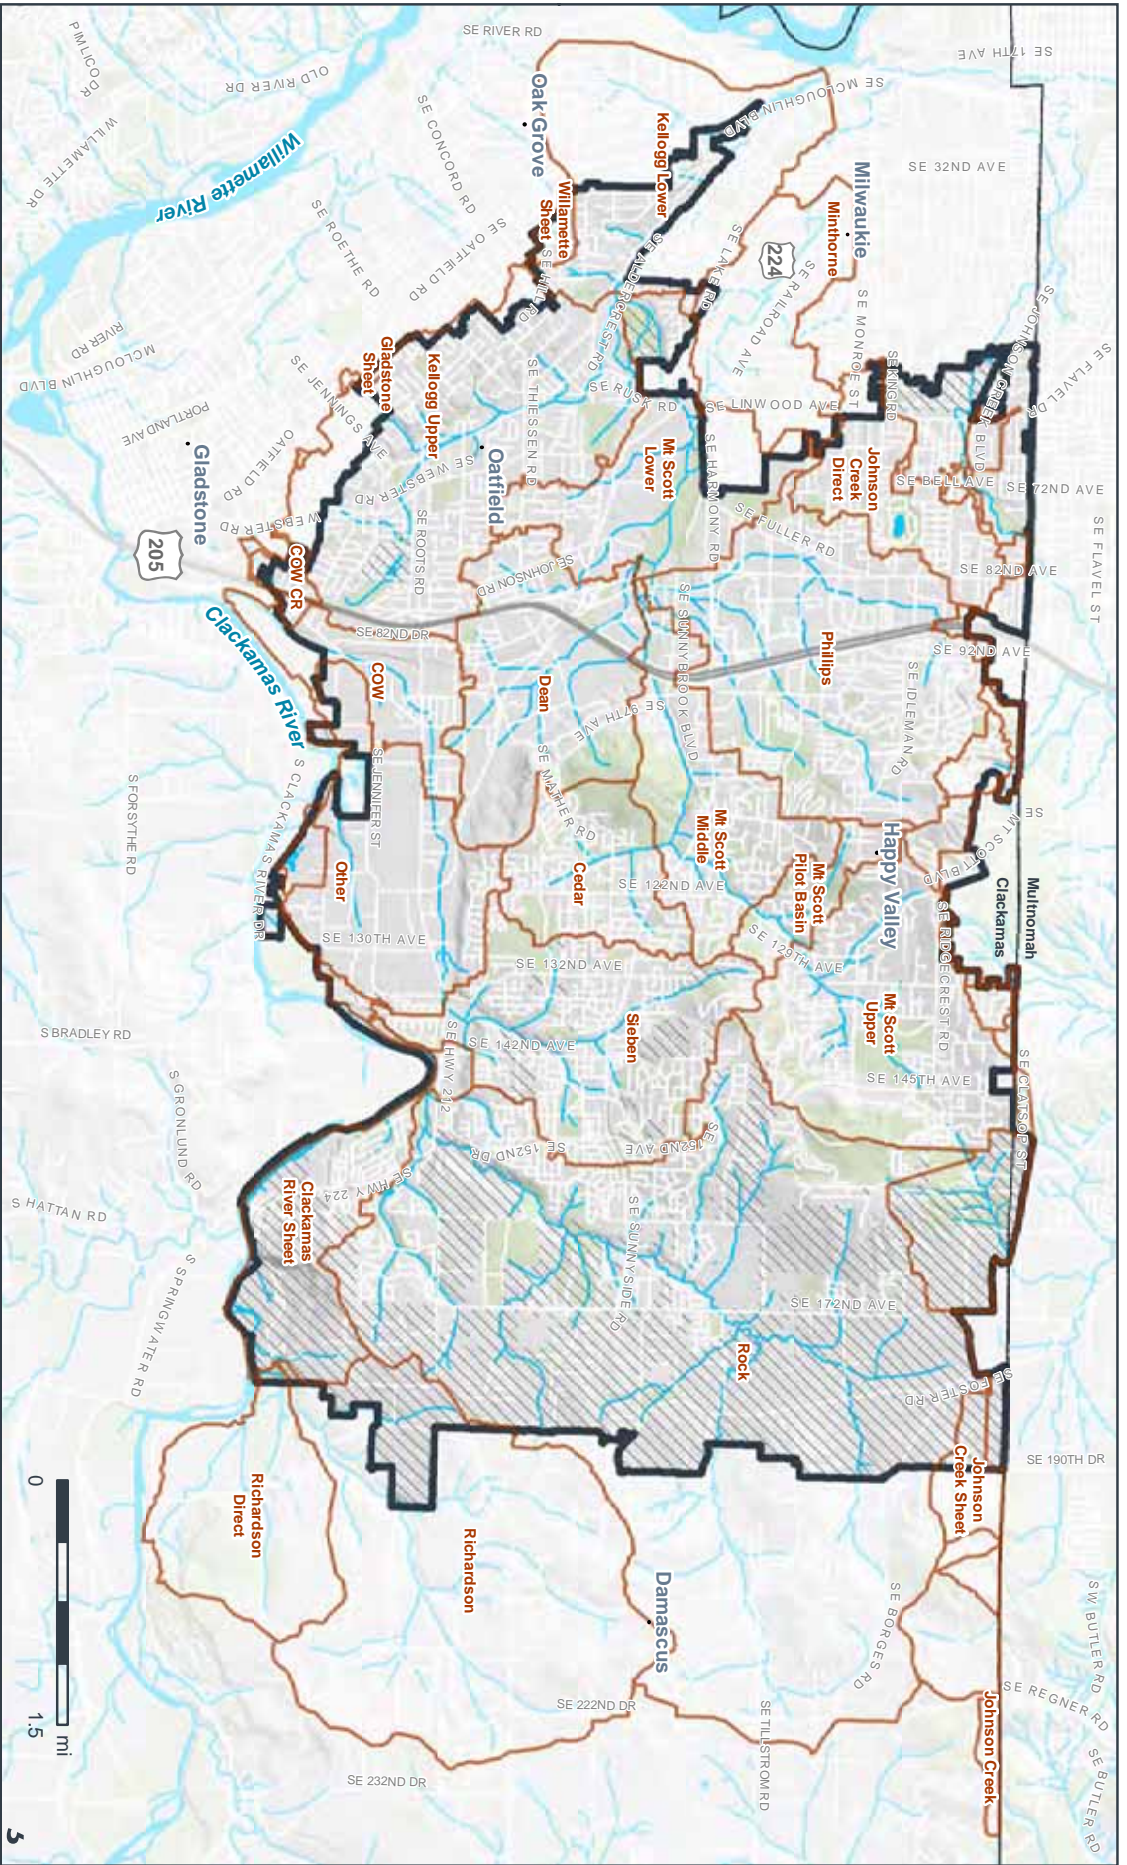 SE 17TH AVE
SE RIVER RD
PIMLICO DR
OLD RIVER DR
WILLAMETTE DR
Willamette River
SE MCLOUGHLIN BLVD
SE 32ND AVE
Oak Grove
Kellogg Lower
Milwaukie
Minthorne
224
SE CONCORD RD
Willamette
Sheet
SE ROETHE RD
SE OATFIELD RD
SE HILL RD
SE ALDERCREST RD
SE LAKE RD
SE RAILROAD AVE
SE MONROE ST
SE KING RD
SE JOHNSON CREEK BLVD
SE FLAVEL DR
RIVER RD
MCLOUGHLIN BLVD
PORTLAND AVE
SE JENNINGS AVE
Gladstone
Sheet
Kellogg Upper
SE THIESSEN RD
SE RUSK RD
SE LINWOOD AVE
Gladstone
OATFIELD RD
WEBSTER RD
SE WEBSTER RD
Oatfield
Mt Scott
Lower
SE HARMONY RD
Johnson
Creek
Direct
SE BELL AVE
SE 72ND AVE
SE FLAVEL ST
205
COW CR
SE ROOTS RD
SE JOHNSON RD
SE FULLER RD
SE 82ND AVE
Clackamas River
SE 82ND DR
COW
Dean
SE 97TH AVE
SE SUNNYBROOK BLVD
Phillips
SE IDLEMAN RD
SE 92ND AVE
S FORSYTHE RD
S CLACKAMAS RIVER DR
SE JENNIFER ST
Other
SE MATHER RD
Cedar
SE 122ND AVE
Mt Scott
Middle
Mt Scott
Pilot Basin
Happy Valley
SE MT SCOTT BLVD
Multnomah
Clackamas
SE 130TH AVE
SE 132ND AVE
SE 129TH AVE
SE RIDGECREST RD
Mt Scott
Upper
Sieben
S BRADLEY RD
SE HWY 212
SE 142ND AVE
SE 145TH AVE
SE CLATSOP ST
S GRONLUND RD
S HATTAN RD
SE HWY 224
SE 152ND DR
SE 152ND AVE
Clackamas
River Sheet
SE SUNNYSIDE RD
S SPRINGWATER RD
SE 172ND AVE
Rock
SE FOSTER RD
SE 190TH DR
Johnson
Creek Sheet
Richardson
Direct
Richardson
Damascus
SE BORGES RD
SW BUTLER RD
SE REGNER RD
SE BUTLER RD
Johnson Creek
SE 222ND DR
SE TILLSTROM RD
SE 232ND DR
0
1.5
mi